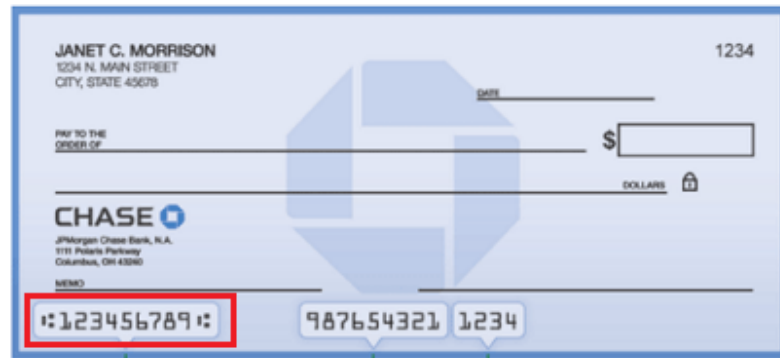 JANET C. MORRISON
1234 N. MAIN STREET
CITY, STATE 45678
1234
DATE
PAY TO THE
ORDER OF
$
DOLLARS
CHASE
JPMorgan Chase Bank, N.A.
1111 Polaris Parkway
Columbus, OH 43240
MEMO
⑆123456789⑆ 987654321 1234